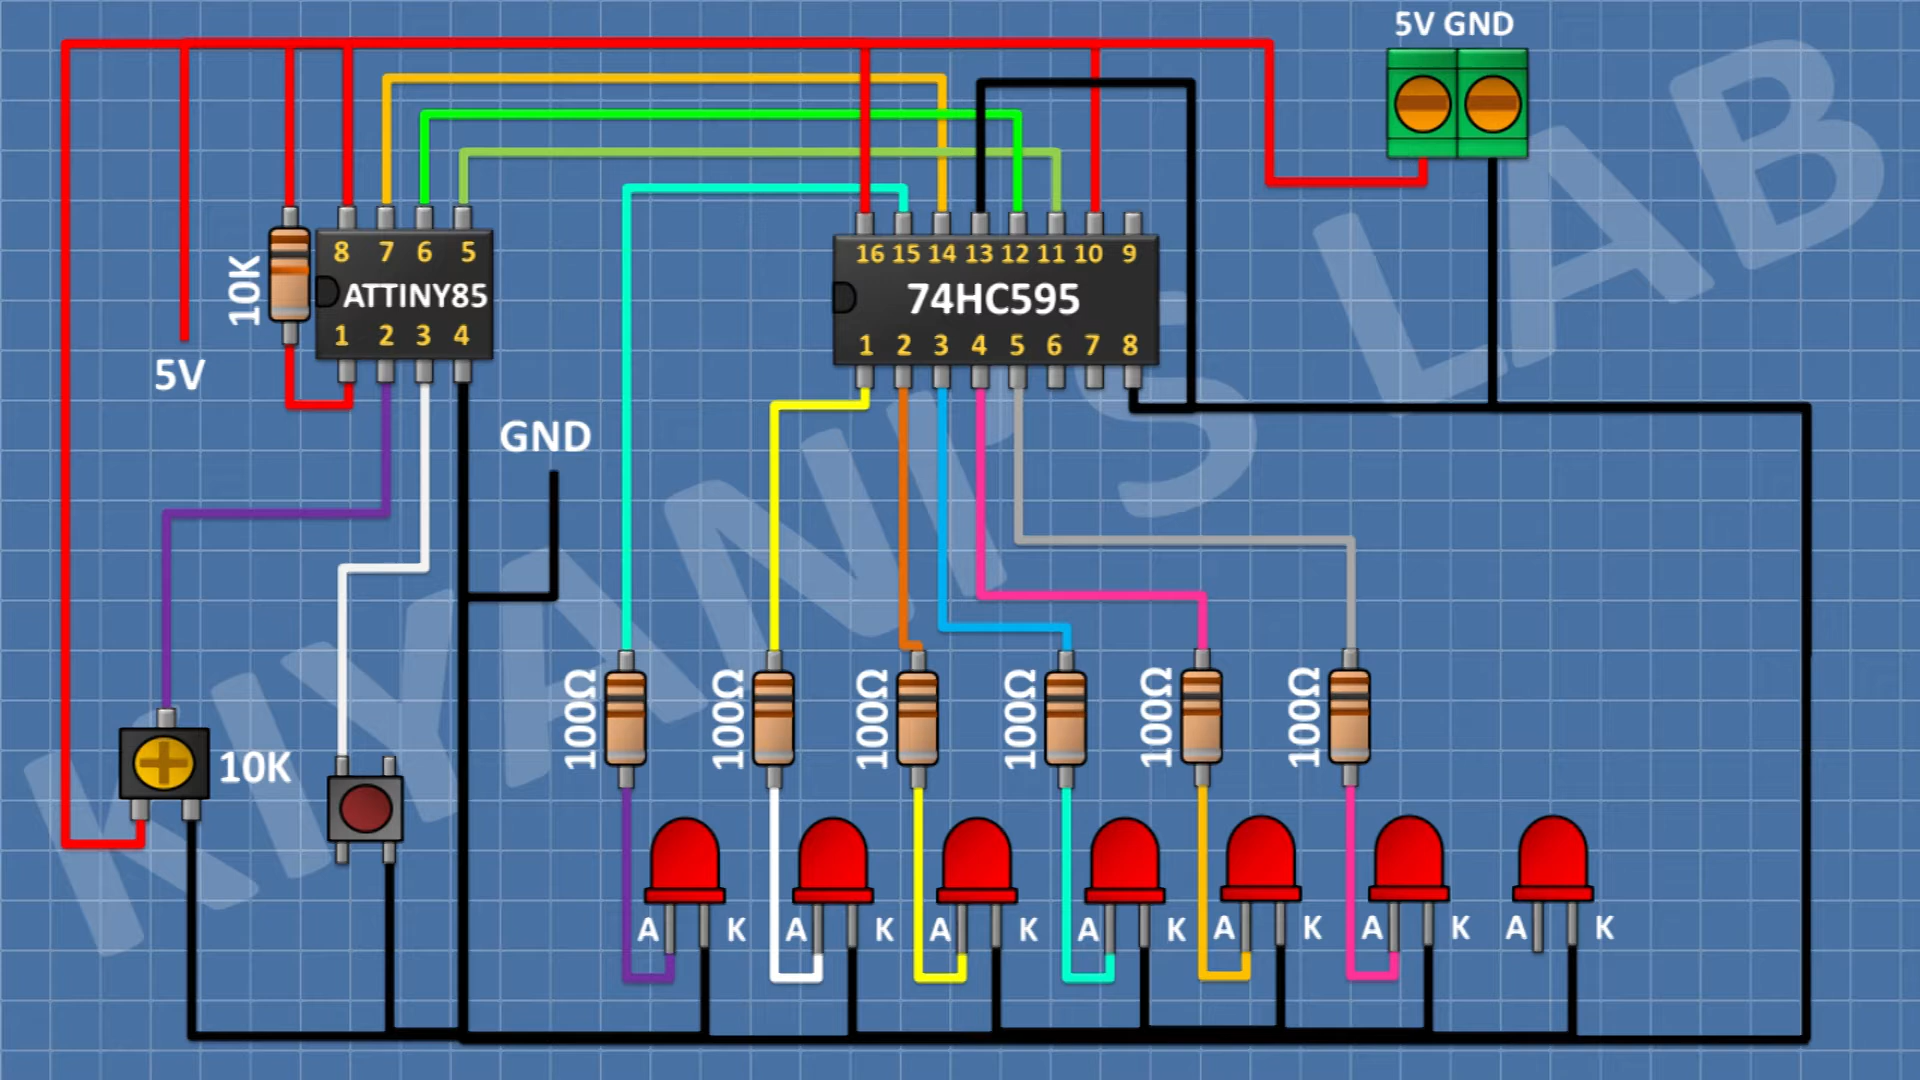 5V GND
8 7 6 5
ATTINY85
1 2 3 4
10K
5V
GND
16 15 14 13 12 11 10 9
74HC595
1 2 3 4 5 6 7 8
10K
100Ω
100Ω
100Ω
100Ω
100Ω
100Ω
A K
A K
A K
A K
A K
A K
A K
KIYANI'S LAB